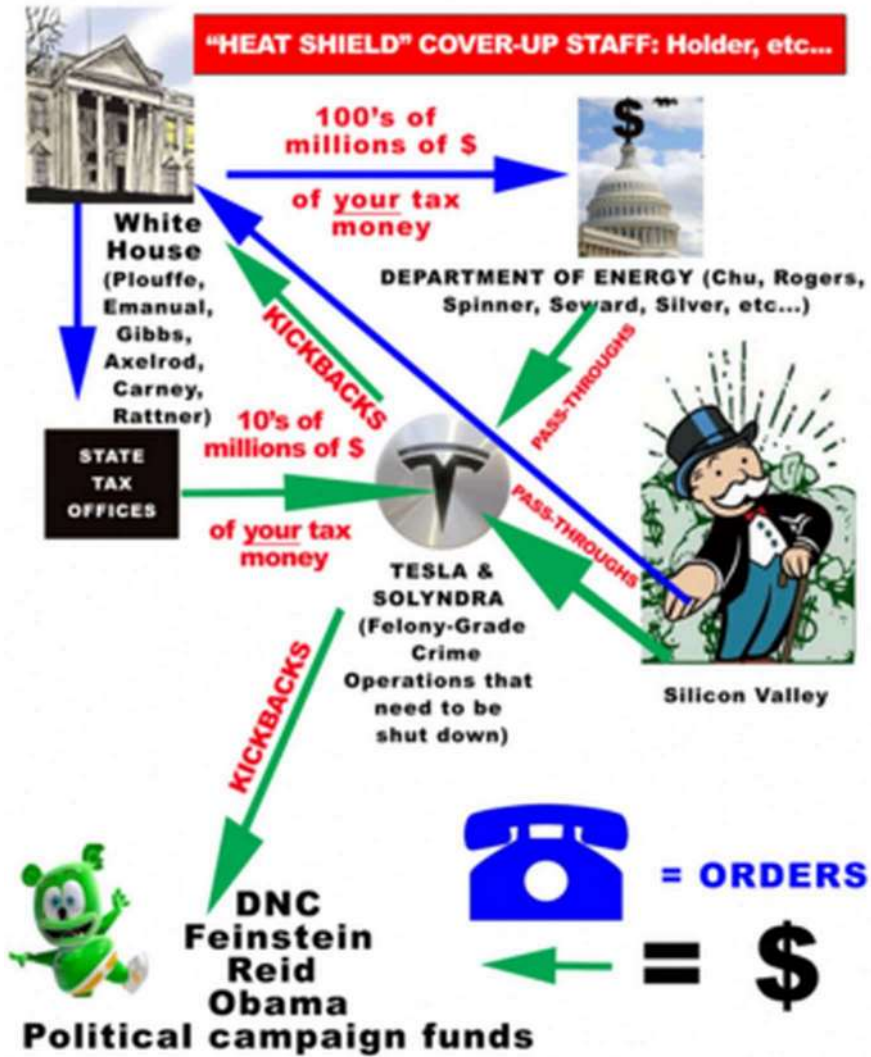 “HEAT SHIELD” COVER-UP STAFF: Holder, etc...
100’s of
millions of $
of your tax
money
$
White
House
(Plouffe,
Emanual,
Gibbs,
Axelrod,
Carney,
Rattner)
DEPARTMENT OF ENERGY (Chu, Rogers,
Spinner, Seward, Silver, etc...)
KICKBACKS
PASS-THROUGHS
STATE
TAX
OFFICES
10’s of
millions of $
of your tax
money
PASS-THROUGHS
TESLA &
SOLYNDRA
(Felony-Grade
Crime
Operations that
need to be
shut down)
Silicon Valley
KICKBACKS
DNC
Feinstein
Reid
Obama
Political campaign funds
= ORDERS
= $